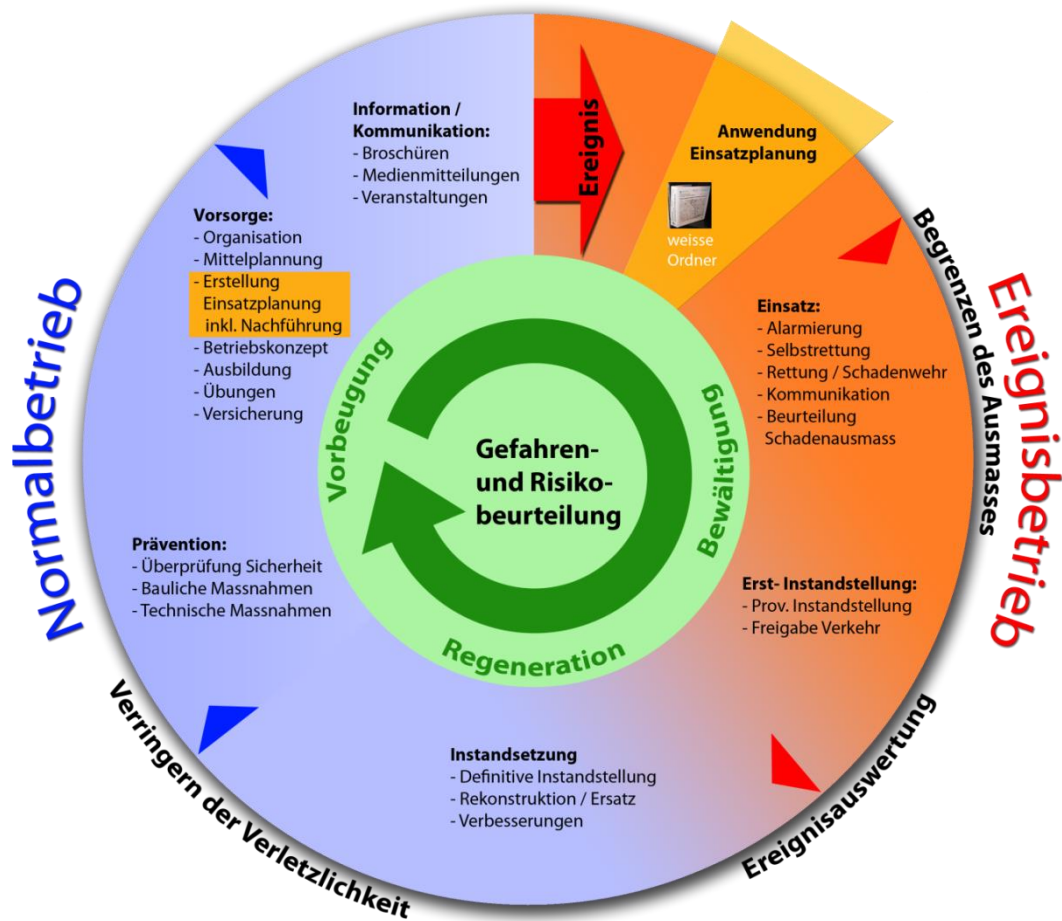 Normalbetrieb
Information /
Kommunikation:
- Broschüren
- Medienmitteilungen
- Veranstaltungen
Vorsorge:
- Organisation
- Mittelplannung
- Erstellung
Einsatzplanung
inkl. Nachführung
- Betriebskonzept
- Ausbildung
- Übungen
- Versicherung
Prävention:
- Überprüfung Sicherheit
- Bauliche Massnahmen
- Technische Massnahmen
Verringern der Verletzlichkeit
Ereignis
Anwendung
Einsatzplanung
weisse
Ordner
Begrenzen des Ausmasses
Ereignisbetrieb
Einsatz:
- Alarmierung
- Selbstrettung
- Rettung / Schadenwehr
- Kommunikation
- Beurteilung
Schadenausmass
Erst- Instandstellung:
- Prov. Instandstellung
- Freigabe Verkehr
Ereignisauswertung
Instandsetzung
- Definitive Instandstellung
- Rekonstruktion / Ersatz
- Verbesserungen
Vorbeugung
Bewältigung
Regeneration
Gefahren-
und Risiko-
beurteilung